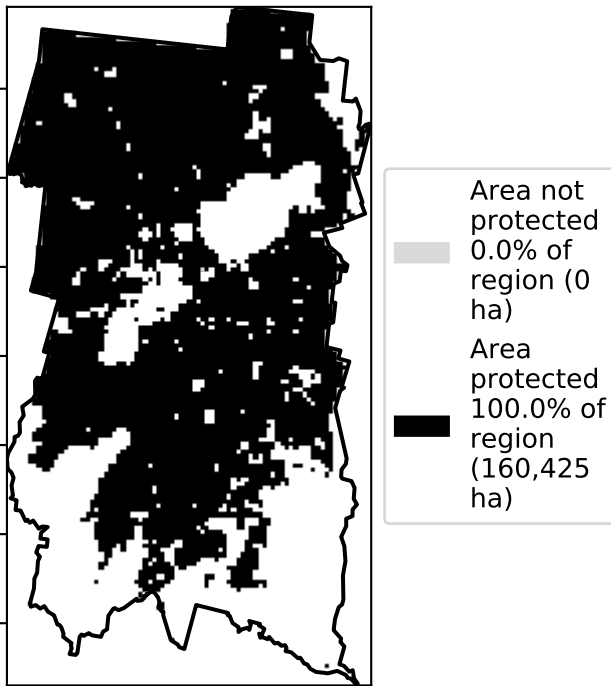 Area not
protected
0.0% of
region (0
ha)
Area
protected
100.0% of
region
(160,425
ha)